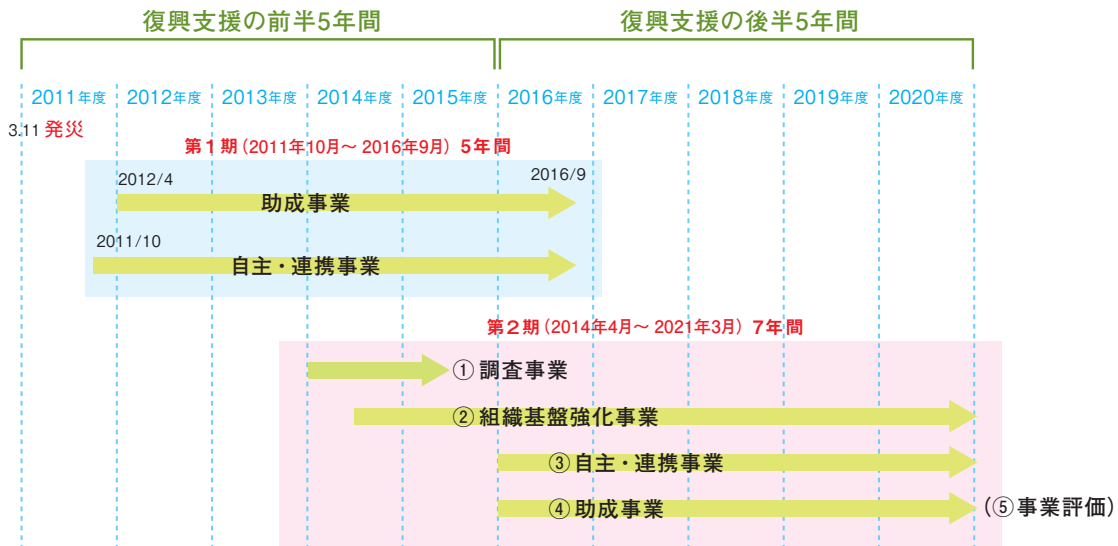 復興支援の前半5年間 復興支援の後半5年間
2011年度 2012年度 2013年度 2014年度 2015年度 2016年度 2017年度 2018年度 2019年度 2020年度
3.11 発災
第1期(2011年10月～2016年9月) 5年間
2012/4 2016/9
助成事業
2011/10
自主・連携事業
第2期(2014年4月～2021年3月) 7年間
①調査事業
②組織基盤強化事業
③自主・連携事業
④助成事業 (⑤事業評価)